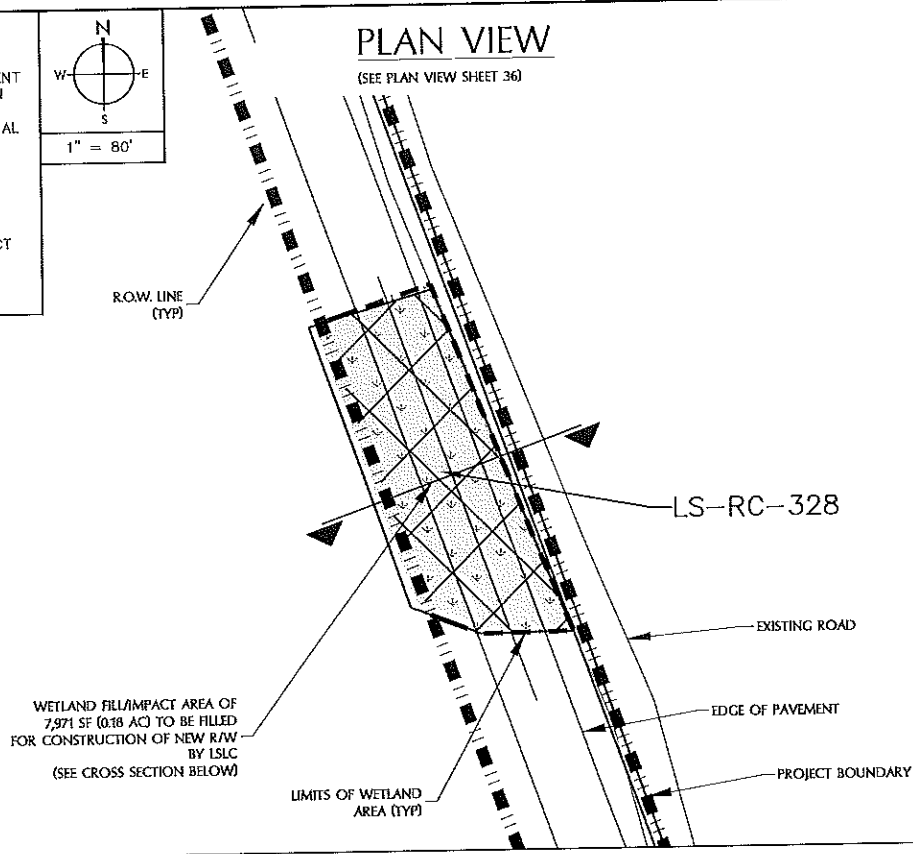 PLAN VIEW
(SEE PLAN VIEW SHEET 36)
N
W
E
S
1" = 80'
AL
R.O.W. LINE
(TYP)
LS-RC-328
EXISTING ROAD
EDGE OF PAVEMENT
PROJECT BOUNDARY
WETLAND FILL/IMPACT AREA OF
7,971 SF (0.18 AC) TO BE FILLED
FOR CONSTRUCTION OF NEW R/W
BY LSLC
(SEE CROSS SECTION BELOW)
LIMITS OF WETLAND
AREA (TYP)